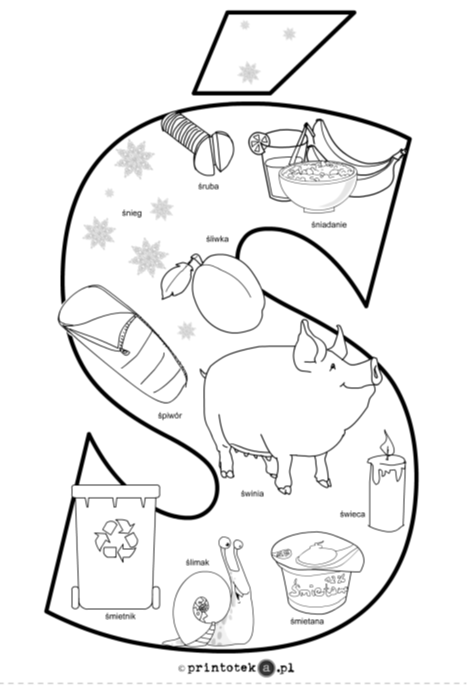 śruba
śnieg
śniadanie
śliwka
śpiwór
świnia
świeca
ślimak
śmietnik
śmietana
© printoteka.pl